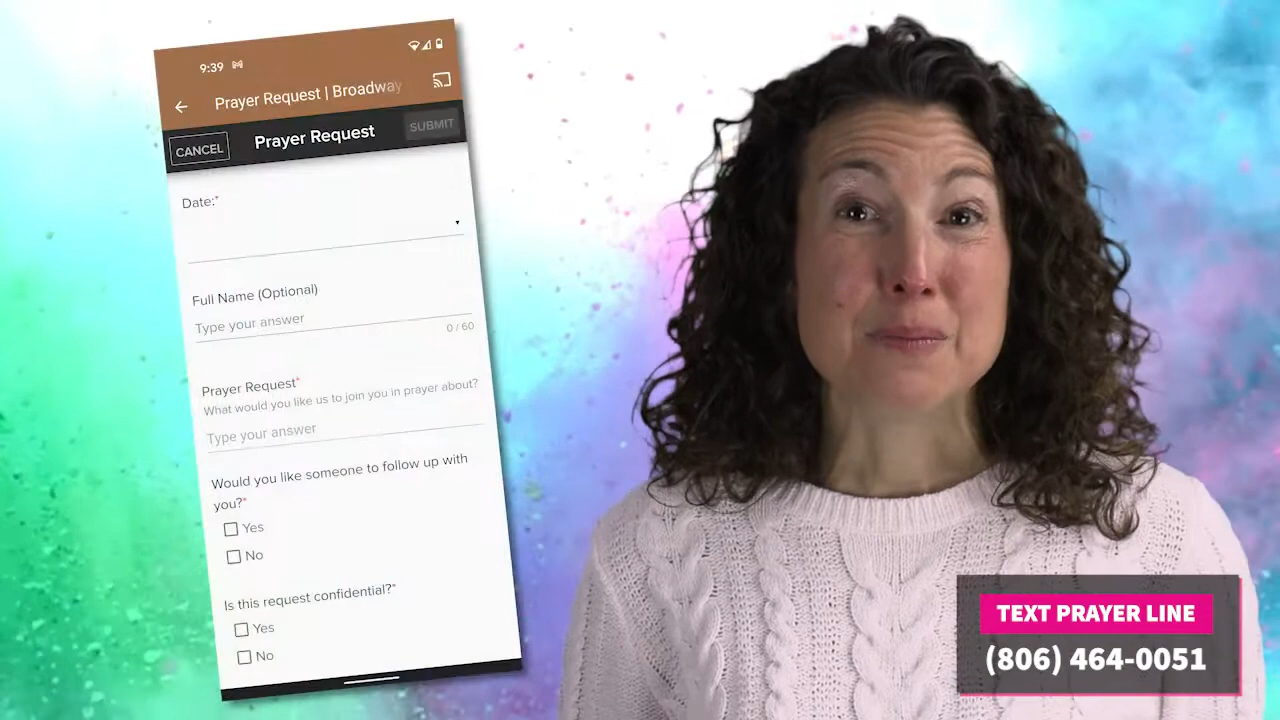 9:39
Prayer Request | Broadway
CANCEL
Prayer Request
SUBMIT
Date:*
Full Name (Optional)
Type your answer
0 / 60
Prayer Request*
What would you like us to join you in prayer about?
Type your answer
Would you like someone to follow up with
you?*
Yes
No
Is this request confidential?*
Yes
No
TEXT PRAYER LINE
(806) 464-0051